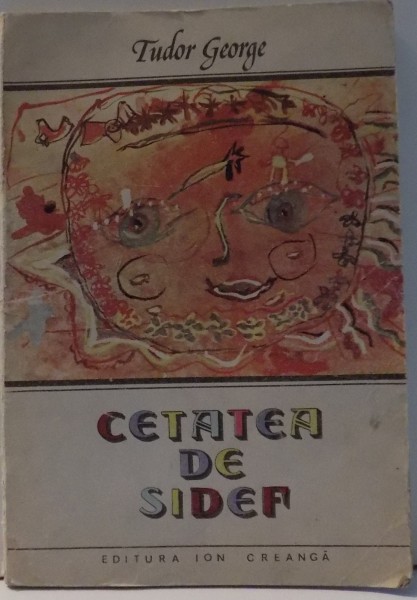 Tudor George
CETATEA
DE
SIDEF
EDITURA ION CREANGĂ